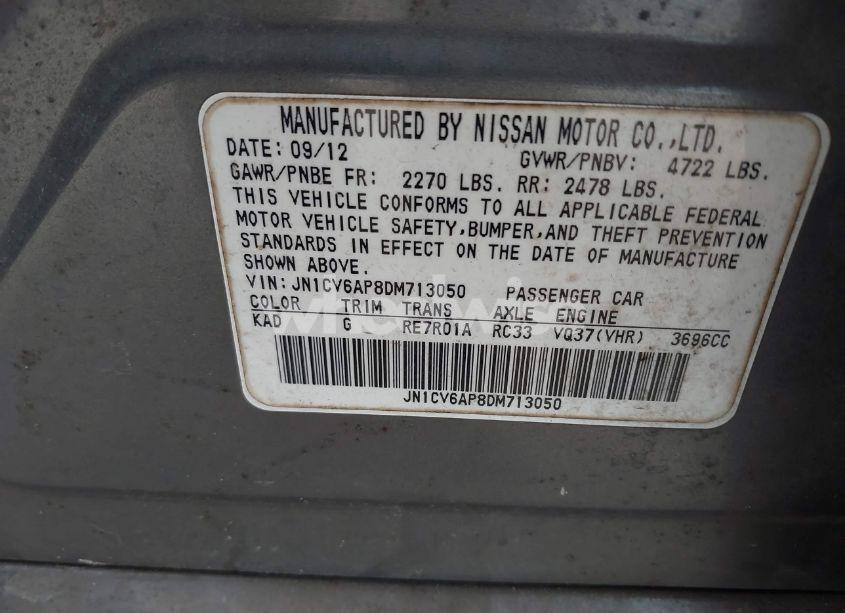 MANUFACTURED BY NISSAN MOTOR CO.,LTD.
DATE: 09/12 GVWR/PNBV: 4722 LBS.
GAWR/PNBE FR: 2270 LBS. RR: 2478 LBS.
THIS VEHICLE CONFORMS TO ALL APPLICABLE FEDERAL
MOTOR VEHICLE SAFETY,BUMPER,AND THEFT PREVENTION
STANDARDS IN EFFECT ON THE DATE OF MANUFACTURE
SHOWN ABOVE.
VIN: JN1CV6AP8DM713050 PASSENGER CAR
COLOR TRIM TRANS AXLE ENGINE
KAD G RE7R01A RC33 VQ37(VHR) 3696CC
JN1CV6AP8DM713050